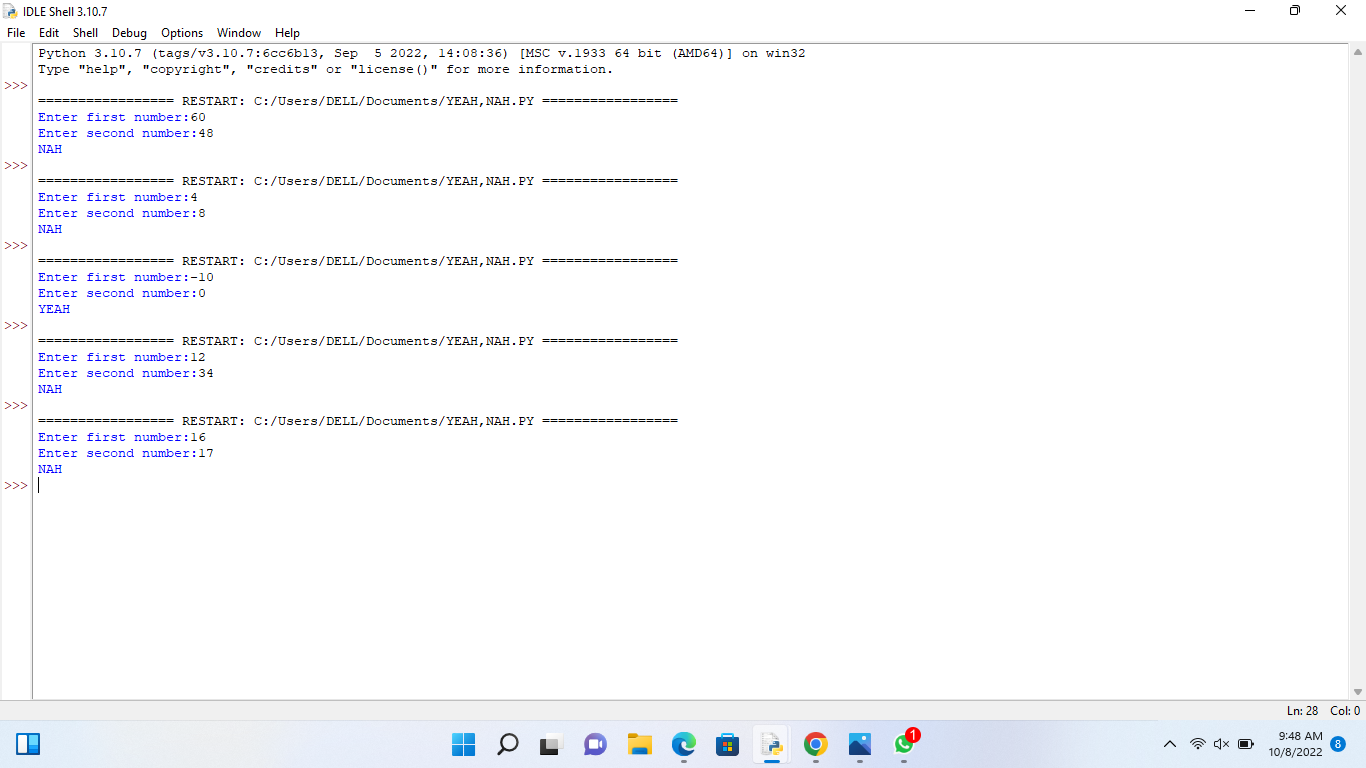 IDLE Shell 3.10.7
File Edit Shell Debug Options Window Help
Python 3.10.7 (tags/v3.10.7:6cc6b13, Sep  5 2022, 14:08:36) [MSC v.1933 64 bit (AMD64)] on win32
Type "help", "copyright", "credits" or "license()" for more information.
>>>
================= RESTART: C:/Users/DELL/Documents/YEAH,NAH.PY =================
Enter first number:60
Enter second number:48
NAH
>>>
================= RESTART: C:/Users/DELL/Documents/YEAH,NAH.PY =================
Enter first number:4
Enter second number:8
NAH
>>>
================= RESTART: C:/Users/DELL/Documents/YEAH,NAH.PY =================
Enter first number:-10
Enter second number:0
YEAH
>>>
================= RESTART: C:/Users/DELL/Documents/YEAH,NAH.PY =================
Enter first number:12
Enter second number:34
NAH
>>>
================= RESTART: C:/Users/DELL/Documents/YEAH,NAH.PY =================
Enter first number:16
Enter second number:17
NAH
>>>
Ln: 28 Col: 0
1
9:48 AM
10/8/2022 8